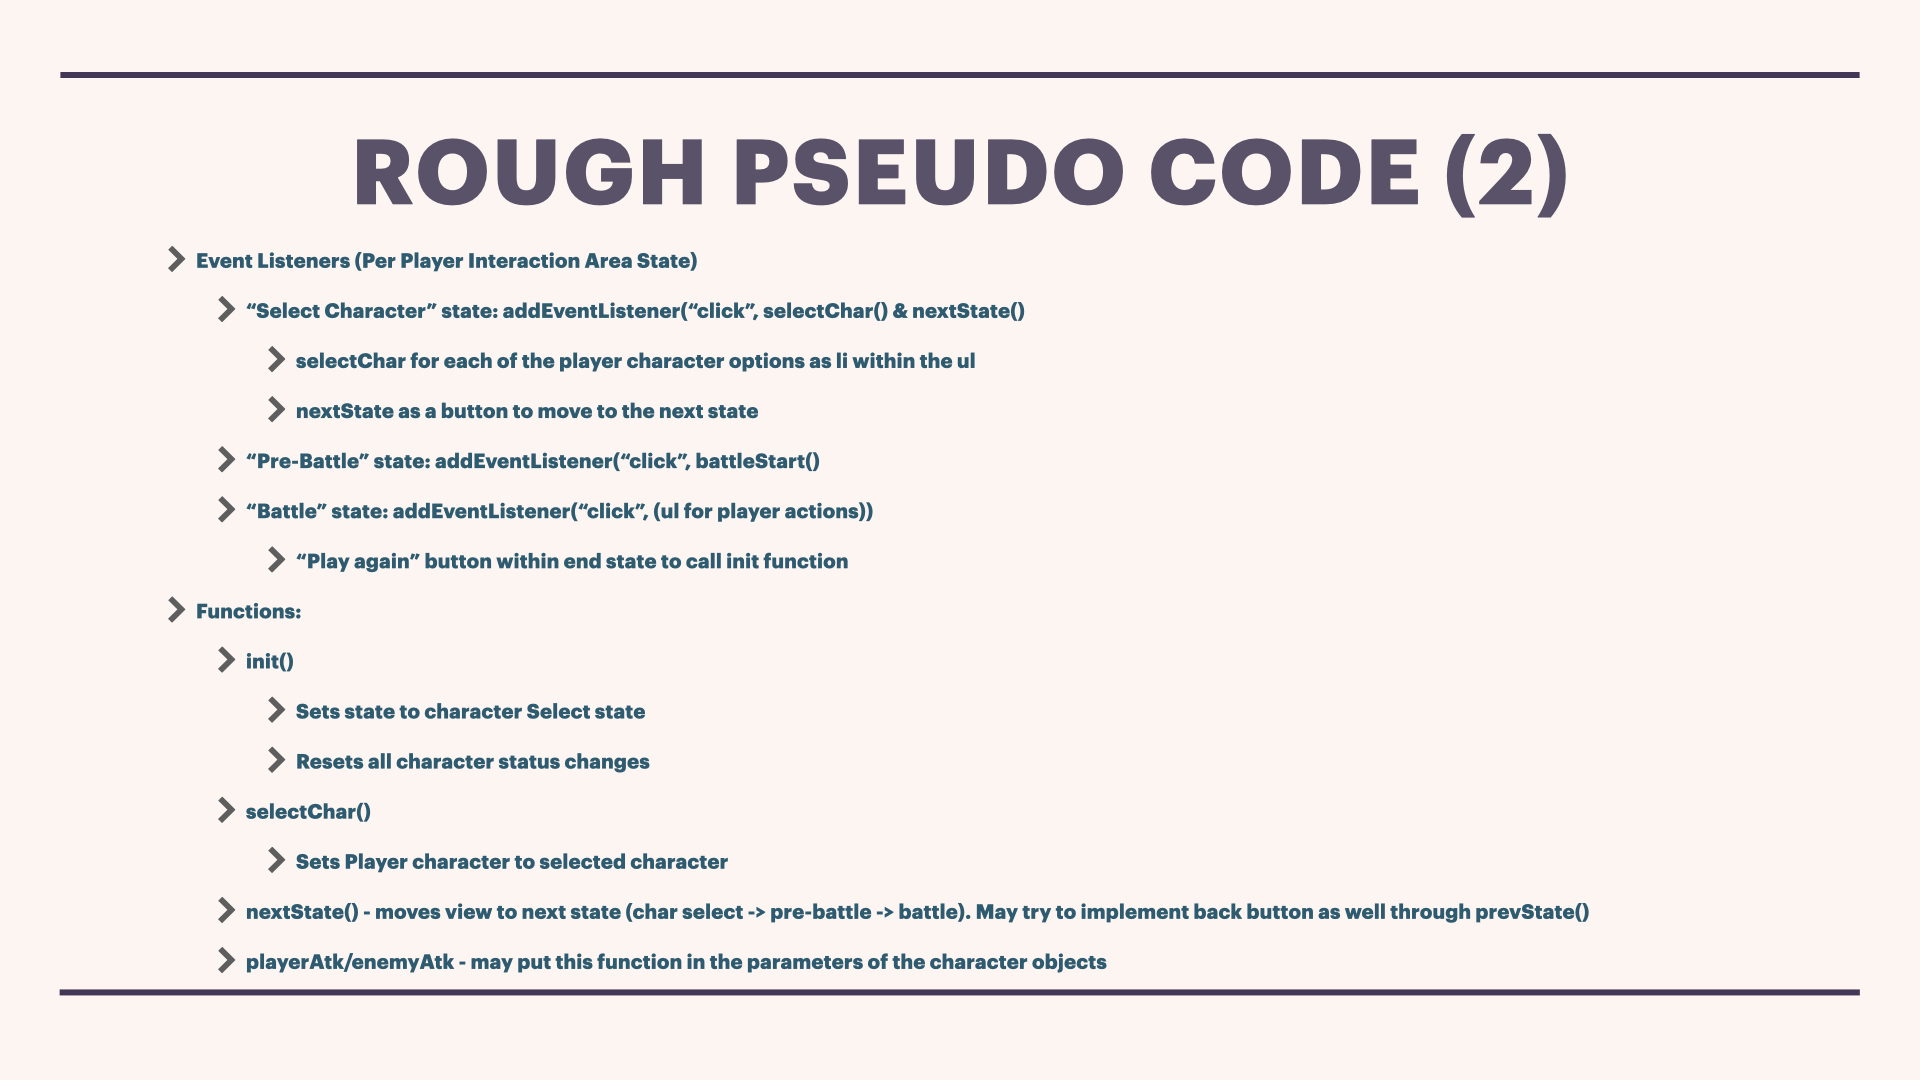 ROUGH PSEUDO CODE (2)
Event Listeners (Per Player Interaction Area State)
“Select Character” state: addEventListener(“click”, selectChar() & nextState()
selectChar for each of the player character options as li within the ul
nextState as a button to move to the next state
“Pre-Battle” state: addEventListener(“click”, battleStart()
“Battle” state: addEventListener(“click”, (ul for player actions))
“Play again” button within end state to call init function
Functions:
init()
Sets state to character Select state
Resets all character status changes
selectChar()
Sets Player character to selected character
nextState() - moves view to next state (char select -> pre-battle -> battle). May try to implement back button as well through prevState()
playerAtk/enemyAtk - may put this function in the parameters of the character objects